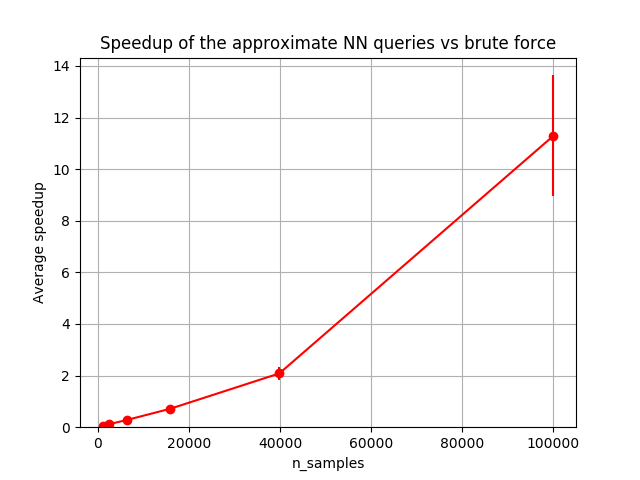 Speedup of the approximate NN queries vs brute force
14
12
10
8
6
4
2
0
Average speedup
0 20000 40000 60000 80000 100000
n_samples